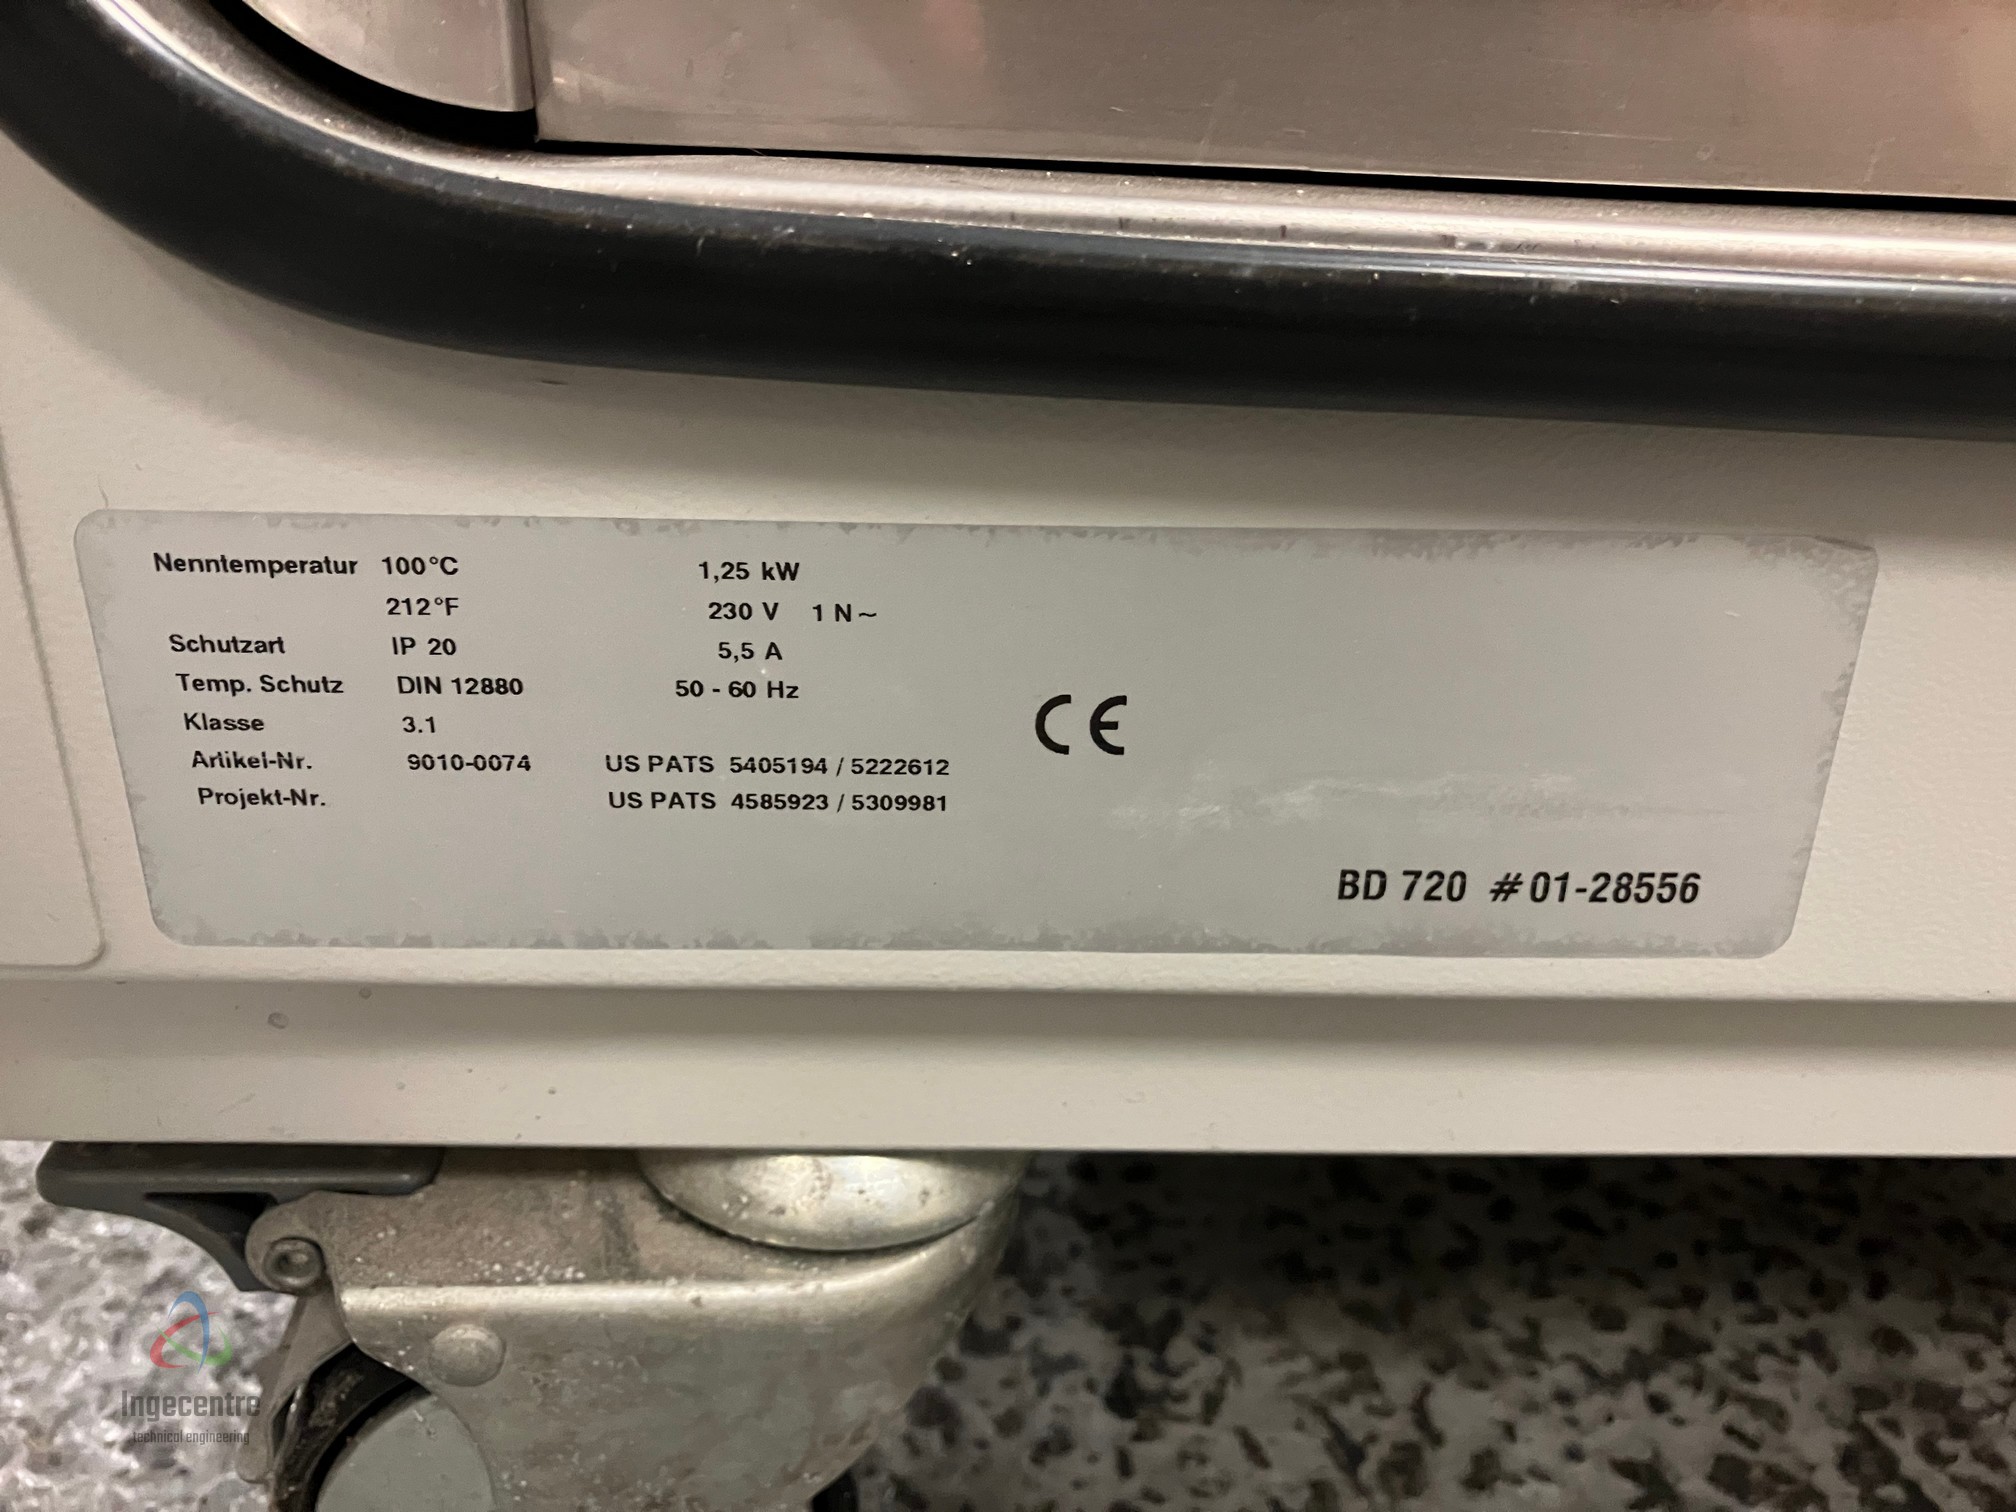 Nenntemperatur 100°C 1,25 kW
212°F 230 V 1 N ~
Schutzart IP 20 5,5 A
Temp. Schutz DIN 12880 50 - 60 Hz
Klasse 3.1
CE
Artikel-Nr. 9010-0074 US PATS 5405194 / 5222612
Projekt-Nr. US PATS 4585923 / 5309981
BD 720 #01-28556
Ingecentre
technical engineering